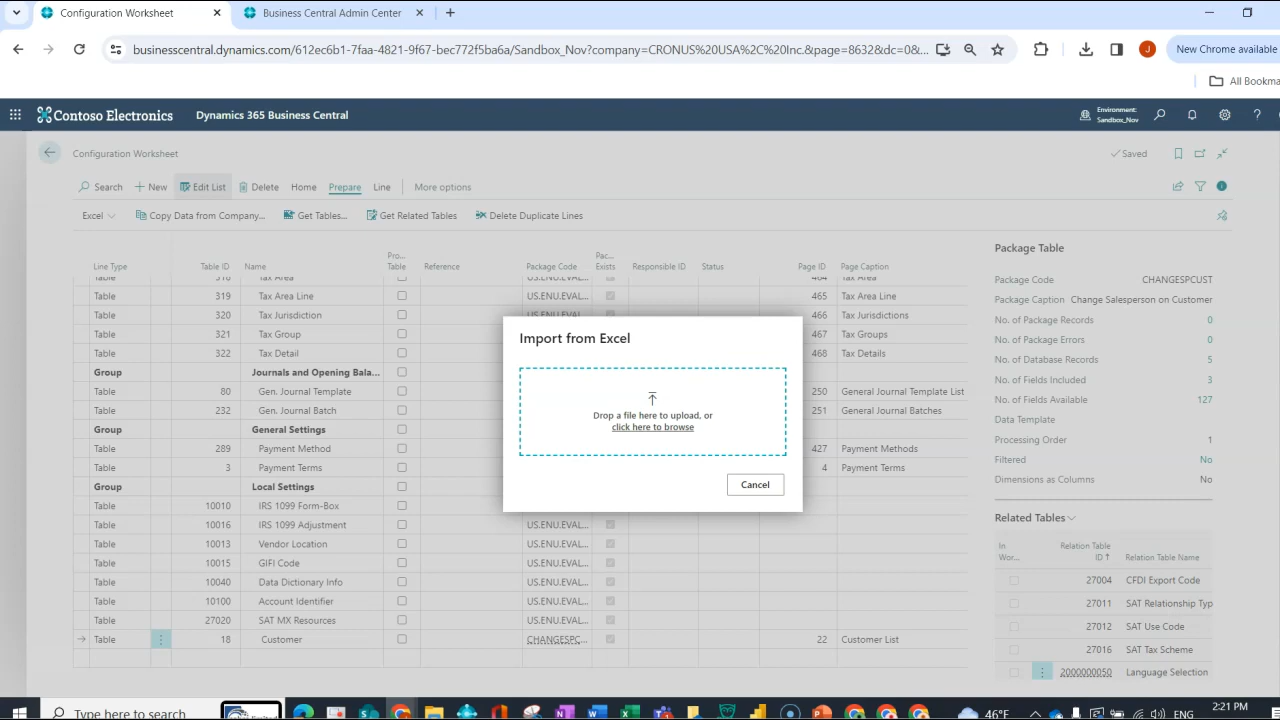 Configuration Worksheet
Business Central Admin Center
businesscentral.dynamics.com/612ec6b1-7faa-4821-9f67-bec772f5ba6a/Sandbox_Nov?company=CRONUS%20USA%2C%20Inc.&page=8632&dc=0&...
New Chrome available
All Bookma
Contoso Electronics
Dynamics 365 Business Central
Environment:
Sandbox_Nov
Configuration Worksheet
Saved
Search
New
Edit List
Delete
Home
Prepare
Line
More options
Excel
Copy Data from Company...
Get Tables...
Get Related Tables
Delete Duplicate Lines
Line Type
Table ID
Name
Pro...
Table
Reference
Package Code
Pac...
Exists
Responsible ID
Status
Page ID
Page Caption
Table 319 Tax Area Line US.ENU.EVAL... 465 Tax Area Line
Table 320 Tax Jurisdiction 466 Tax Jurisdictions
Table 321 Tax Group 467 Tax Groups
Table 322 Tax Detail 468 Tax Details
Group Journals and Opening Bala...
Table 80 Gen. Journal Template 250 General Journal Template List
Table 232 Gen. Journal Batch 251 General Journal Batches
Group General Settings
Table 289 Payment Method 427 Payment Methods
Table 3 Payment Terms 4 Payment Terms
Group Local Settings
Table 10010 IRS 1099 Form-Box
Table 10016 IRS 1099 Adjustment US.ENU.EVAL...
Table 10013 Vendor Location US.ENU.EVAL...
Table 10015 GIFI Code US.ENU.EVAL...
Table 10040 Data Dictionary Info US.ENU.EVAL...
Table 10100 Account Identifier US.ENU.EVAL...
Table 27020 SAT MX Resources US.ENU.EVAL...
Table 18 Customer CHANGESPC... 22 Customer List
Import from Excel
Drop a file here to upload, or
click here to browse
Cancel
Package Table
Package Code CHANGESPCUST
Package Caption Change Salesperson on Customer
No. of Package Records 0
No. of Package Errors 0
No. of Database Records 5
No. of Fields Included 3
No. of Fields Available 127
Data Template
Processing Order 1
Filtered No
Dimensions as Columns No
Related Tables
In
Wor...
Relation Table
ID
Relation Table Name
27004 CFDI Export Code
27011 SAT Relationship Typ
27012 SAT Use Code
27016 SAT Tax Scheme
2000000050 Language Selection
Type here to search
46°F
ENG
2:21 PM